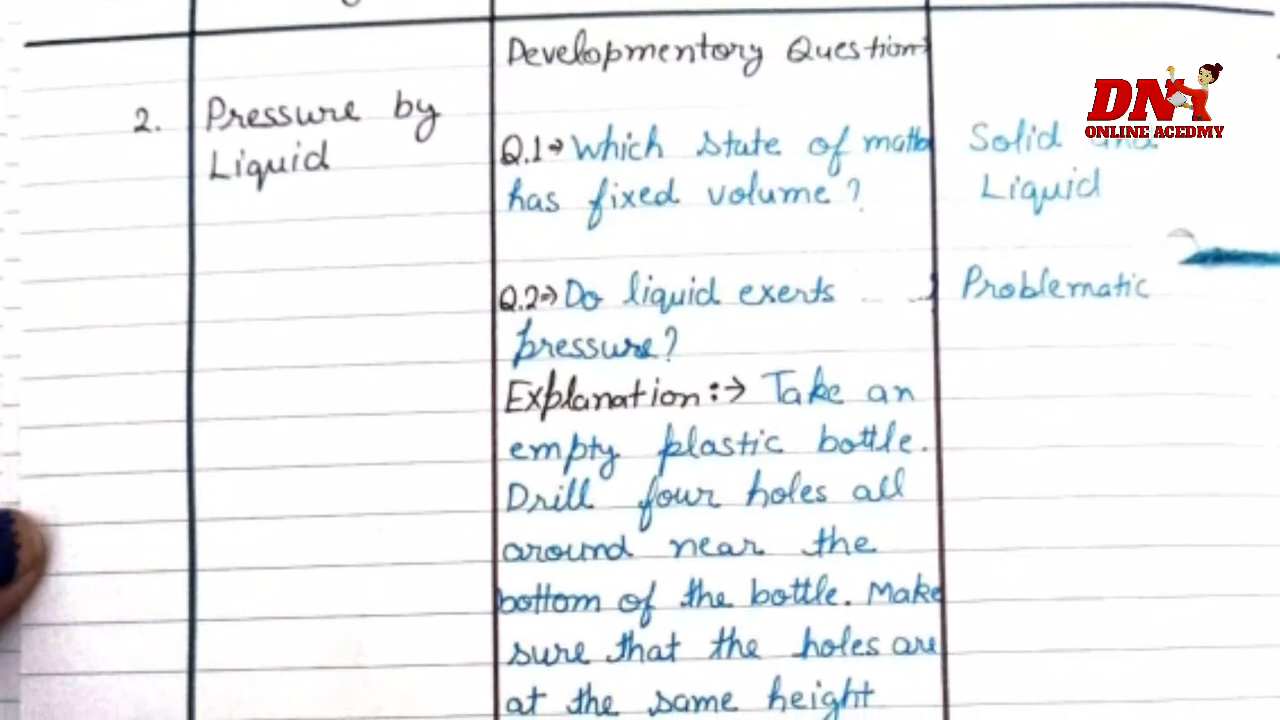 Developmentory Question
2. Pressure by Liquid
Q.1→ Which state of matter
has fixed volume?
Solid and
Liquid
Q.2→ Do liquid exerts
pressure?
Problematic
Explanation:→ Take an
empty plastic bottle.
Drill four holes all
around near the
bottom of the bottle. Make
sure that the holes are
at the same height
DN
ONLINE ACEDMY